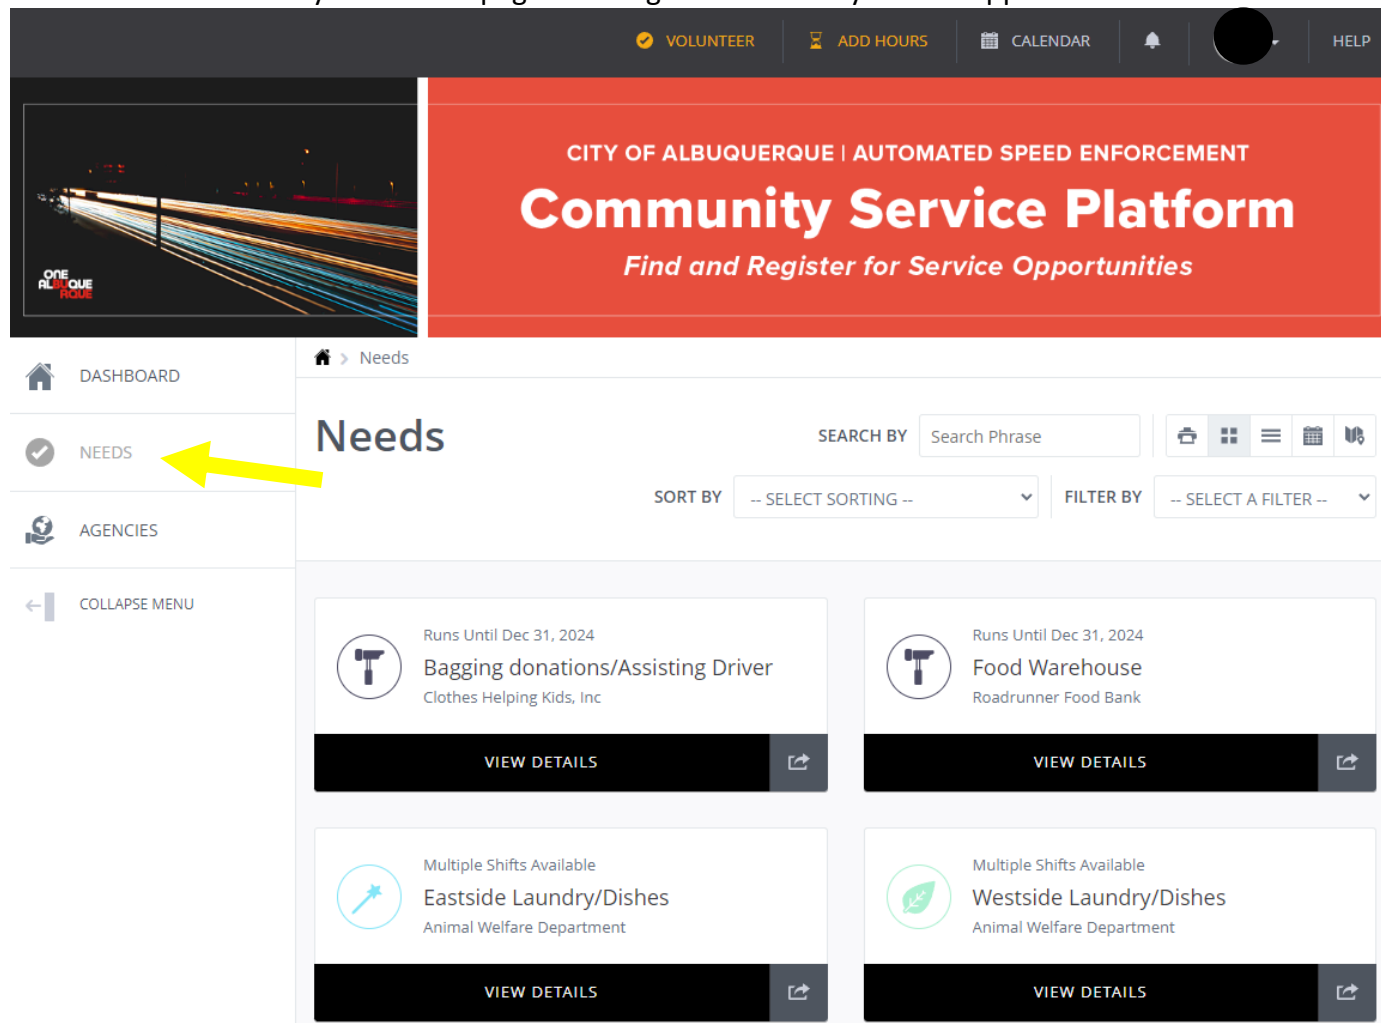 VOLUNTEER ADD HOURS CALENDAR HELP
CITY OF ALBUQUERQUE | AUTOMATED SPEED ENFORCEMENT
Community Service Platform
Find and Register for Service Opportunities
ONE
ALBUQUE
RQUE
DASHBOARD
NEEDS
AGENCIES
COLLAPSE MENU
> Needs
Needs
SEARCH BY Search Phrase
SORT BY -- SELECT SORTING -- FILTER BY -- SELECT A FILTER --
Runs Until Dec 31, 2024
Bagging donations/Assisting Driver
Clothes Helping Kids, Inc
VIEW DETAILS
Runs Until Dec 31, 2024
Food Warehouse
Roadrunner Food Bank
VIEW DETAILS
Multiple Shifts Available
Eastside Laundry/Dishes
Animal Welfare Department
VIEW DETAILS
Multiple Shifts Available
Westside Laundry/Dishes
Animal Welfare Department
VIEW DETAILS